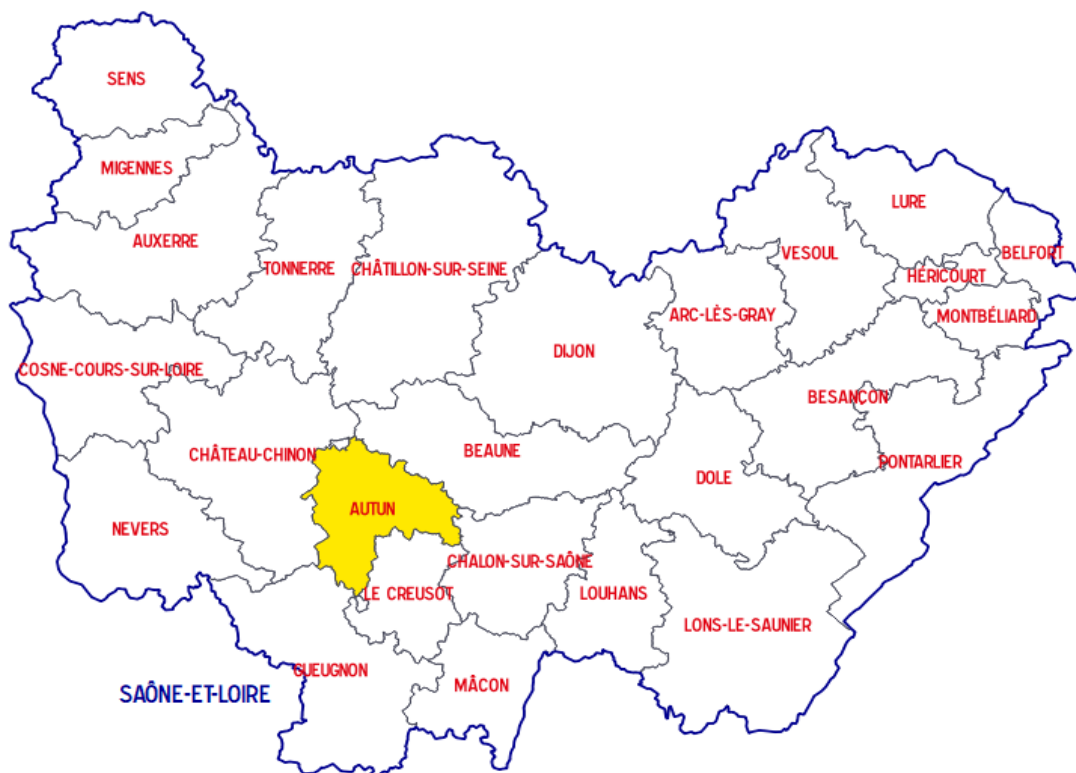 SENS
MIGENNES
LURE
AUXERRE
BELFORT
VESOUL
TONNERRE
CHÂTILLON-SUR-SEINE
HÉRICOURT
ARC-LÈS-GRAY
MONTBÉLIARD
DIJON
COSNE-COURS-SUR-LOIRE
BESANÇON
BEAUNE
CHÂTEAU-CHINON
PONTARLIER
DOLE
AUTUN
NEVERS
CHALON-SUR-SAÔNE
LOUHANS
LE CREUSOT
LONS-LE-SAUNIER
GUEUGNON
MÂCON
SAÔNE-ET-LOIRE